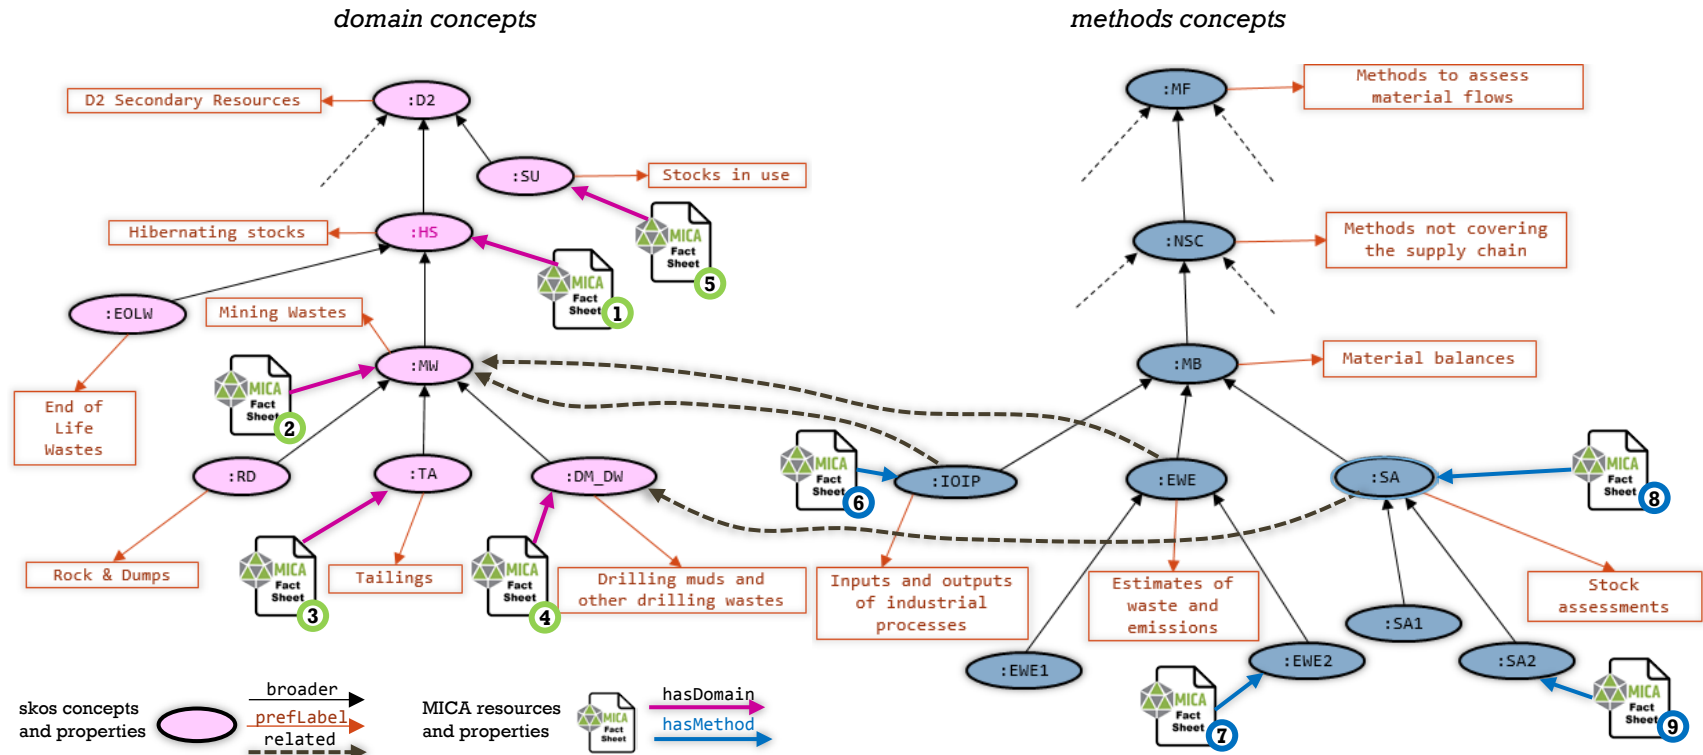 domain concepts
methods concepts
D2 Secondary Resources
:D2
:MF
Methods to assess
material flows
:SU
Stocks in use
Hibernating stocks
:HS
MICA
Fact
Sheet
5
:NSC
Methods not covering
the supply chain
MICA
Fact
Sheet
1
:EOLW
Mining Wastes
:MW
:MB
Material balances
MICA
Fact
Sheet
2
End of
Life
Wastes
:RD
:TA
:DM_DW
MICA
Fact
Sheet
6
:IOIP
:EWE
:SA
MICA
Fact
Sheet
8
Rock & Dumps
MICA
Fact
Sheet
3
Tailings
MICA
Fact
Sheet
4
Drilling muds and
other drilling wastes
Inputs and outputs
of industrial
processes
Estimates of
waste and
emissions
Stock
assessments
:SA1
:EWE1
:EWE2
:SA2
MICA
Fact
Sheet
7
MICA
Fact
Sheet
9
skos concepts
and properties
broader
prefLabel
related
MICA resources
and properties
MICA
Fact
Sheet
hasDomain
hasMethod